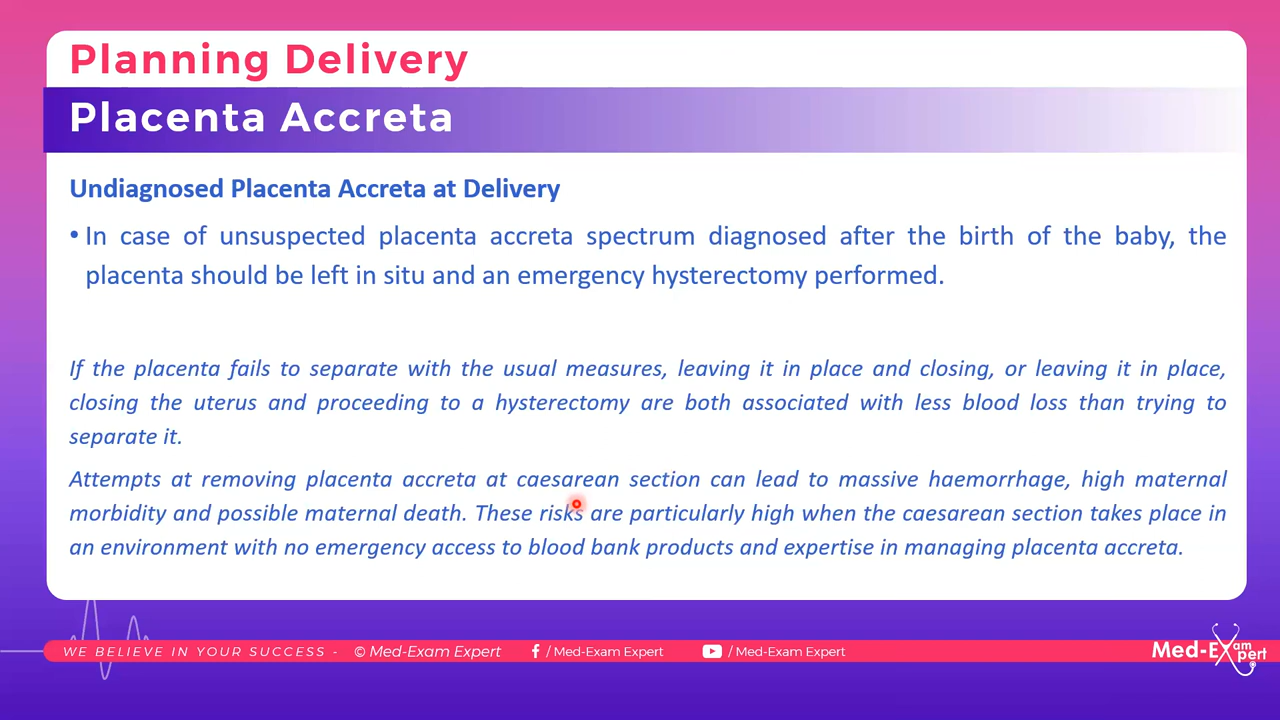 Planning Delivery
Placenta Accreta
Undiagnosed Placenta Accreta at Delivery
• In case of unsuspected placenta accreta spectrum diagnosed after the birth of the baby, the
placenta should be left in situ and an emergency hysterectomy performed.
If the placenta fails to separate with the usual measures, leaving it in place and closing, or leaving it in place,
closing the uterus and proceeding to a hysterectomy are both associated with less blood loss than trying to
separate it.
Attempts at removing placenta accreta at caesarean section can lead to massive haemorrhage, high maternal
morbidity and possible maternal death. These risks are particularly high when the caesarean section takes place in
an environment with no emergency access to blood bank products and expertise in managing placenta accreta.
WE BELIEVE IN YOUR SUCCESS - © Med-Exam Expert f / Med-Exam Expert / Med-Exam Expert
Med-Exam Expert